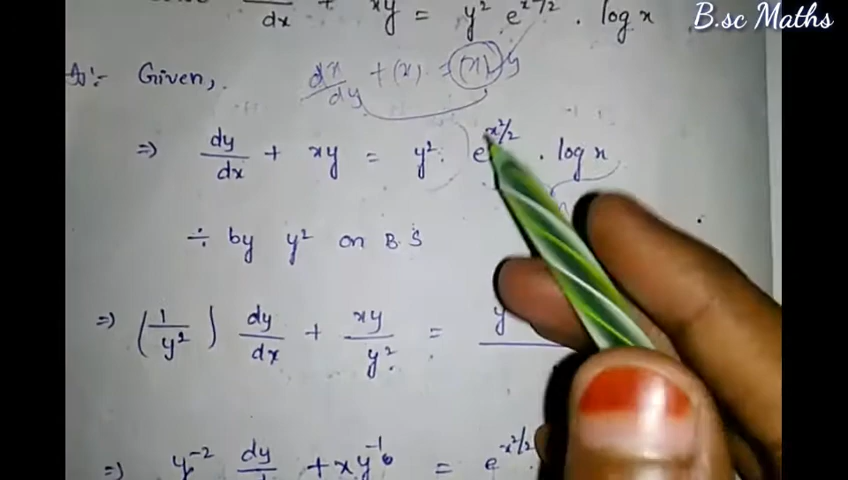 B.sc Maths
dy/dx + xy = y² e^x²/2 . log x
Given,
dx/dy + (x) = (x) y
⇒ dy/dx + xy = y² . e^x²/2 . log x
÷ by y² on B.S
⇒ (1/y²) dy/dx + xy/y² = y
⇒ y⁻² dy/d + xy⁻¹ = e^-x²/2